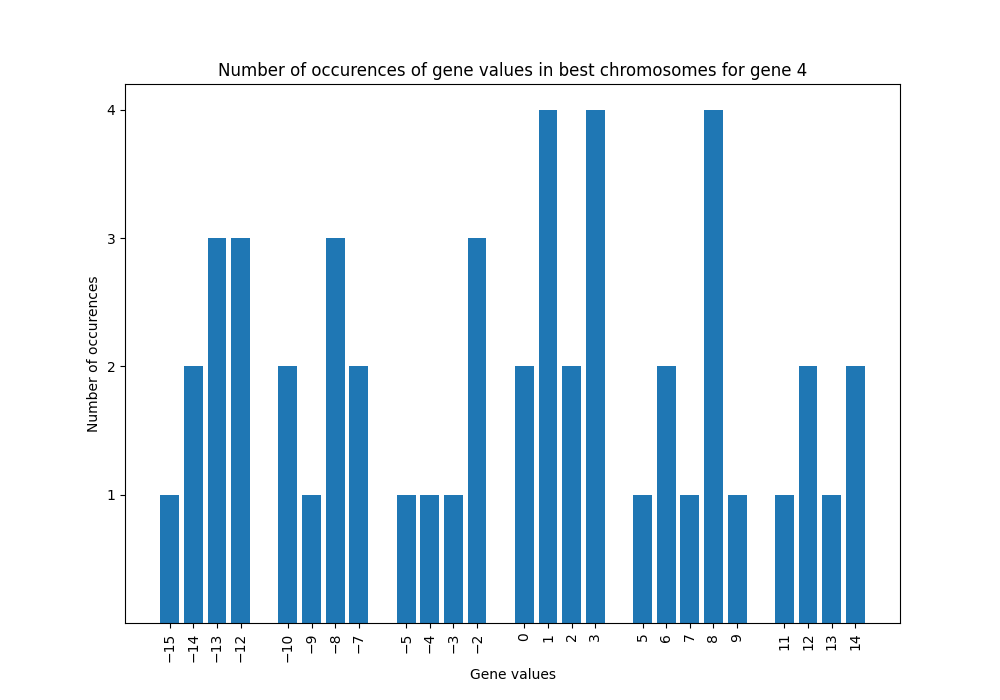 Number of occurences of gene values in best chromosomes for gene 4
4
3
2
1
Number of occurences
−15 −14 −13 −12 −10 −9 −8 −7 −5 −4 −3 −2 0 1 2 3 5 6 7 8 9 11 12 13 14
Gene values